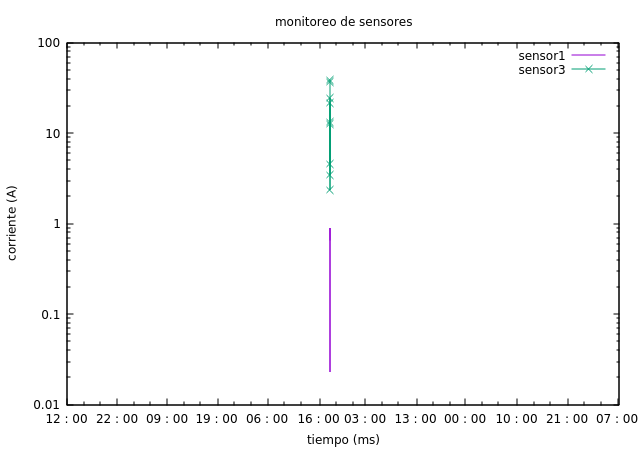 monitoreo de sensores
sensor1
sensor3
100
10
1
0.1
0.01
corriente (A)
12 : 00 22 : 00 09 : 00 19 : 00 06 : 00 16 : 00 03 : 00 13 : 00 00 : 00 10 : 00 21 : 00 07 : 00
tiempo (ms)